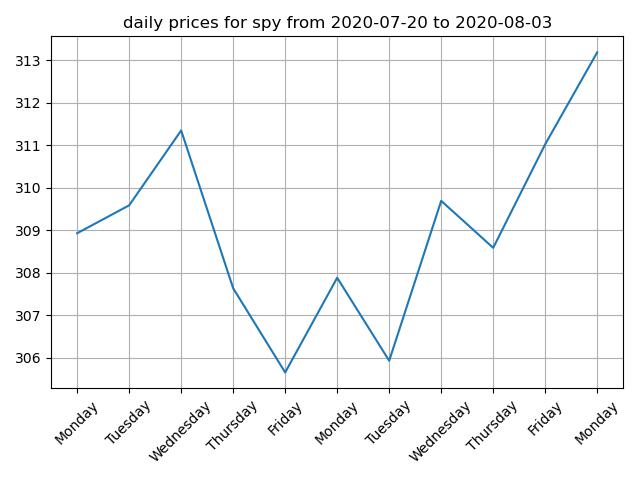 daily prices for spy from 2020-07-20 to 2020-08-03
313
312
311
310
309
308
307
306
Monday
Tuesday
Wednesday
Thursday
Friday
Monday
Tuesday
Wednesday
Thursday
Friday
Monday